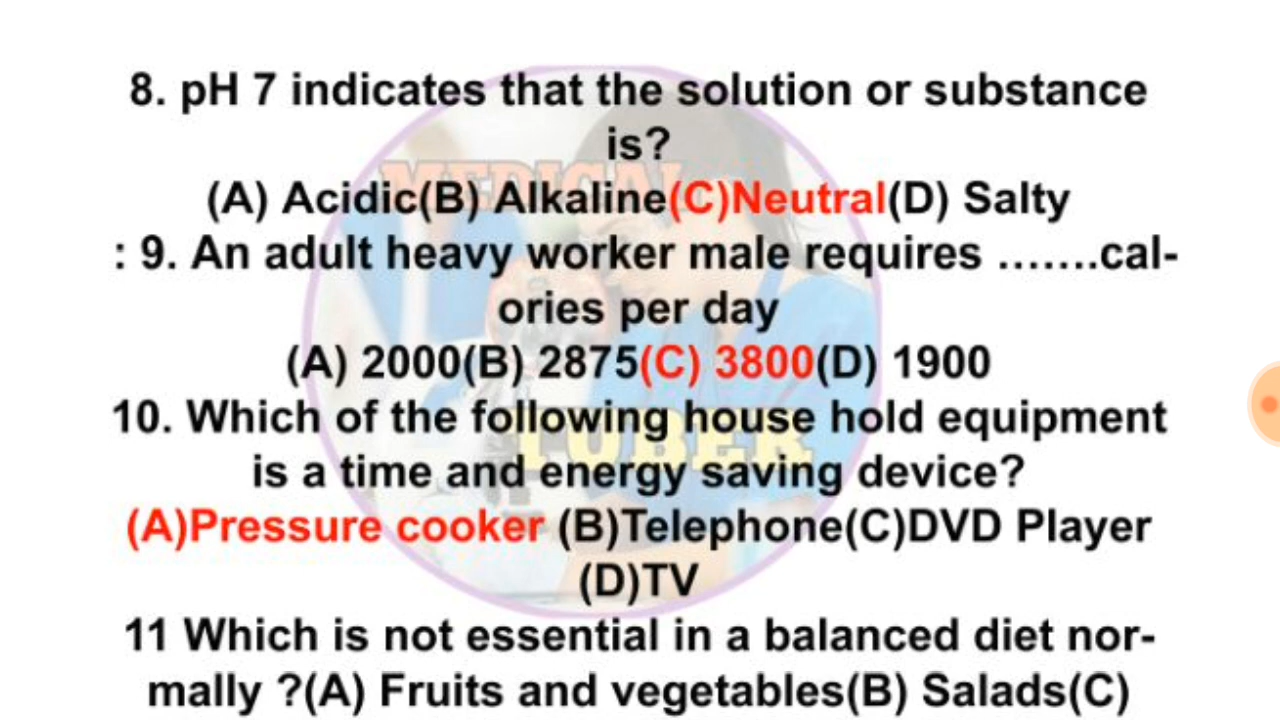 8. pH 7 indicates that the solution or substance
is?
(A) Acidic(B) Alkaline(C)Neutral(D) Salty
: 9. An adult heavy worker male requires .......cal-
ories per day
(A) 2000(B) 2875(C) 3800(D) 1900
10. Which of the following house hold equipment
is a time and energy saving device?
(A)Pressure cooker (B)Telephone(C)DVD Player
(D)TV
11 Which is not essential in a balanced diet nor-
mally ?(A) Fruits and vegetables(B) Salads(C)
MEDICAL
TUBER